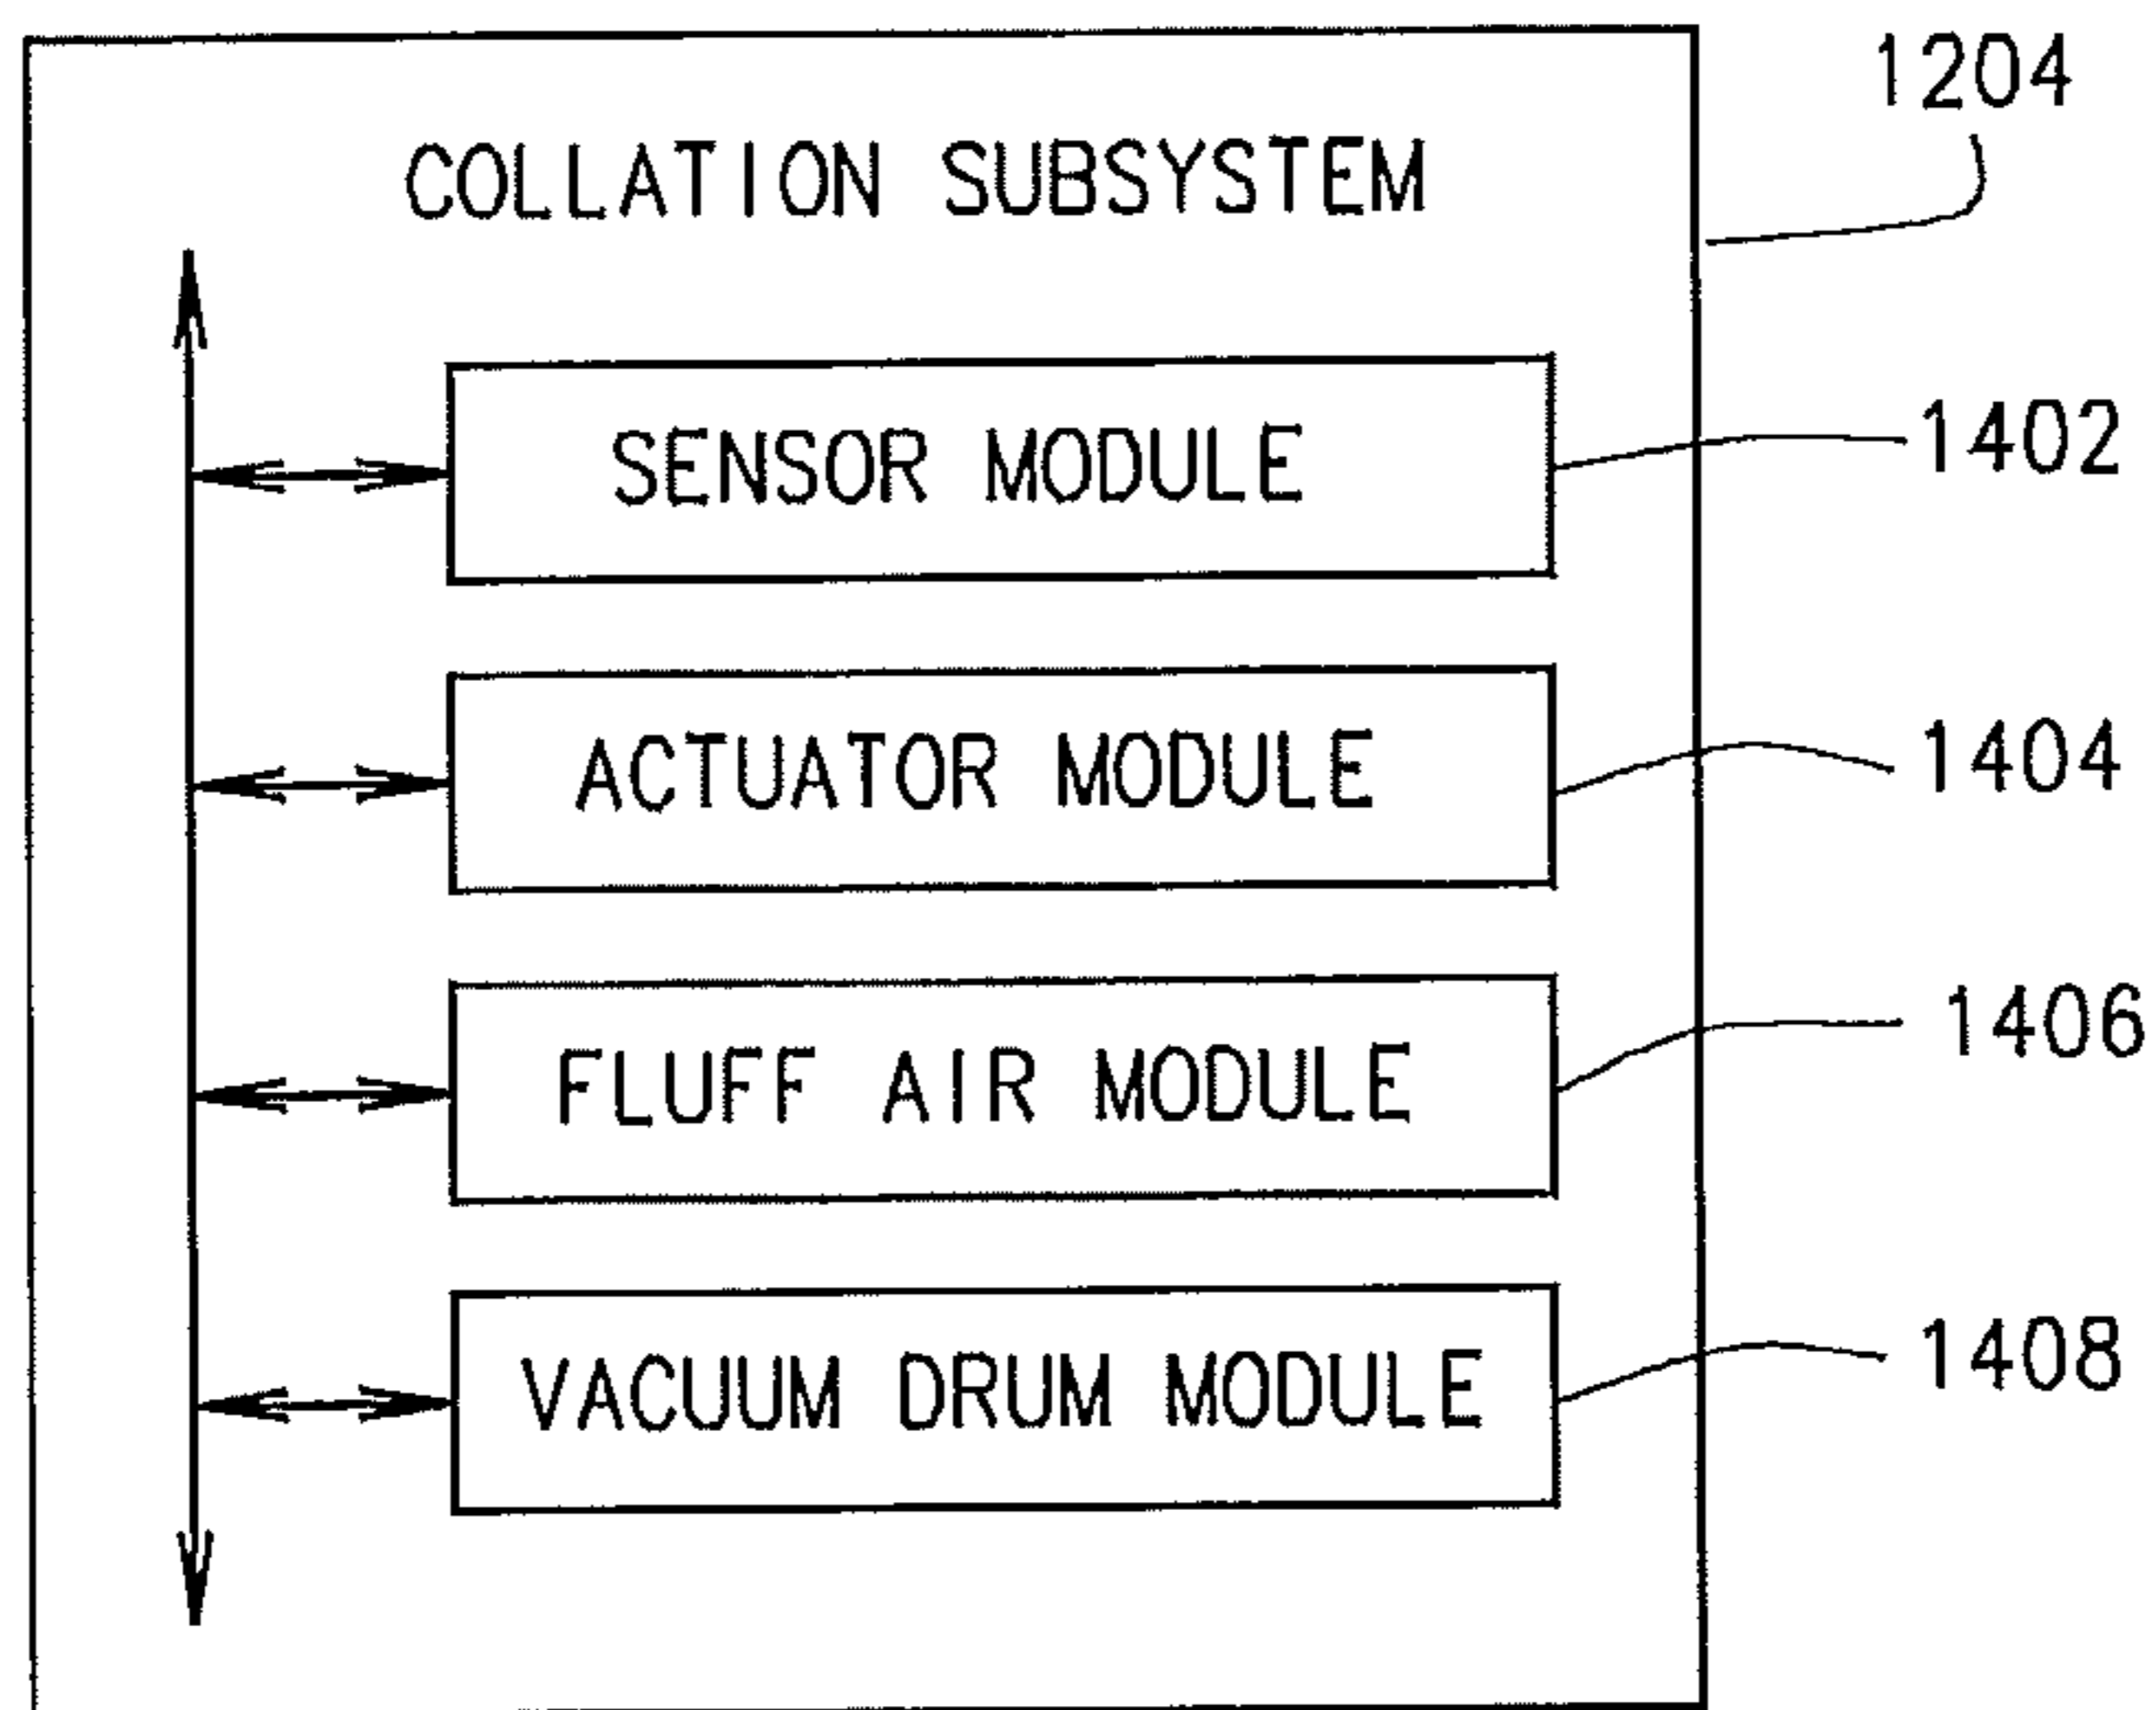 1204
COLLATION SUBSYSTEM
SENSOR MODULE
1402
ACTUATOR MODULE
1404
FLUFF AIR MODULE
1406
VACUUM DRUM MODULE
1408